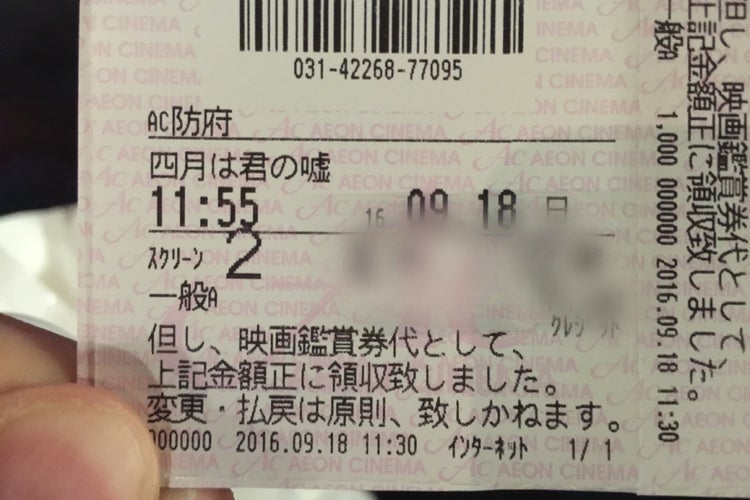 031-42268-77095
AC防府
四月は君の嘘
11:55 16 09 18 日
スクリーン 2
一般A
クレジット
但し、映画鑑賞券代として、
上記金額正に領収致しました。
変更・払戻は原則、致しかねます。
000000 2016.09.18 11:30 インターネット 1/1
但し、映画鑑賞券代として、
上記金額正に領収致しました。
一般A 1,000 000000 2016.09.18 11:30
AC AEON CINEMA